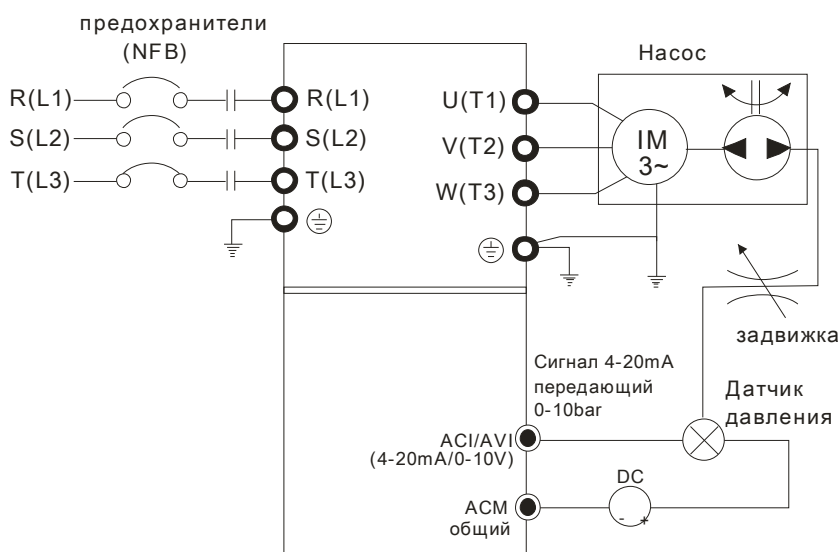 предохранители
(NFB)
Насос
R(L1)
R(L1)
U(T1)
S(L2)
S(L2)
V(T2)
IM
3~
T(L3)
T(L3)
W(T3)
задвижка
Сигнал 4-20mA
передающий
0-10bar
Датчик
давления
ACI/AVI
(4-20mA/0-10V)
DC
- +
ACM
общий